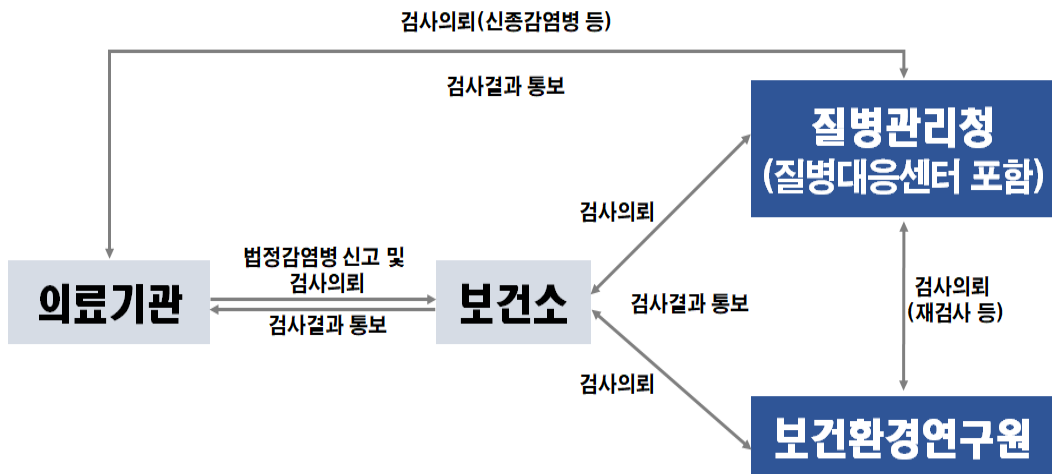 검사의뢰(신종감염병 등)
검사결과 통보
질병관리청
(질병대응센터 포함)
검사의뢰
법정감염병 신고 및
검사의뢰
의료기관
보건소
검사결과 통보
검사결과 통보
검사의뢰
(재검사 등)
검사의뢰
보건환경연구원